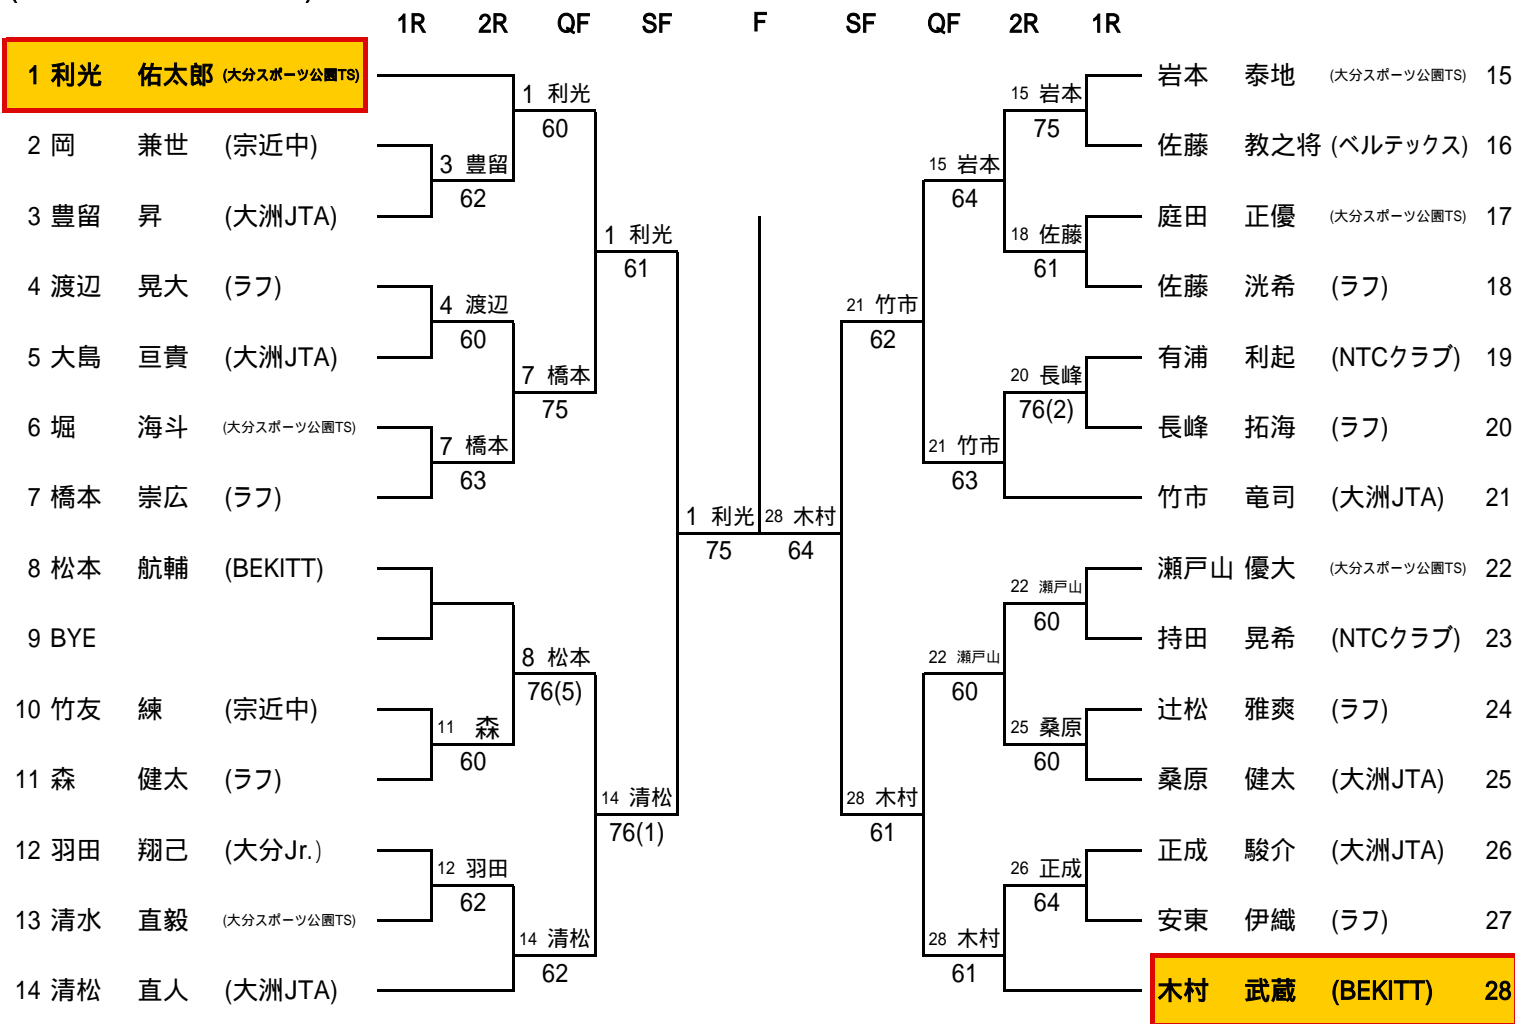 1R 2R QF SF F SF QF 2R 1R
1 利光 佑太郎 (大分スポーツ公園TS)
2 岡 兼世 (宗近中)
3 豊留 昇 (大洲JTA)
4 渡辺 晃大 (ラフ)
5 大島 亘貴 (大洲JTA)
6 堀 海斗 (大分スポーツ公園TS)
7 橋本 崇広 (ラフ)
8 松本 航輔 (BEKITT)
9 BYE
10 竹友 練 (宗近中)
11 森 健太 (ラフ)
12 羽田 翔己 (大分Jr.)
13 清水 直毅 (大分スポーツ公園TS)
14 清松 直人 (大洲JTA)
3 豊留
62
4 渡辺
60
7 橋本
63
11 森
60
12 羽田
62
1 利光
60
7 橋本
75
8 松本
76(5)
14 清松
62
1 利光
61
14 清松
76(1)
1 利光
75
28 木村
64
21 竹市
62
28 木村
61
15 岩本
64
21 竹市
63
22 瀬戸山
60
28 木村
61
15 岩本
75
18 佐藤
61
20 長峰
76(2)
22 瀬戸山
60
25 桑原
60
26 正成
64
岩本 泰地 (大分スポーツ公園TS) 15
佐藤 教之将 (ベルテックス) 16
庭田 正優 (大分スポーツ公園TS) 17
佐藤 洸希 (ラフ) 18
有浦 利起 (NTCクラブ) 19
長峰 拓海 (ラフ) 20
竹市 竜司 (大洲JTA) 21
瀬戸山 優大 (大分スポーツ公園TS) 22
持田 晃希 (NTCクラブ) 23
辻松 雅爽 (ラフ) 24
桑原 健太 (大洲JTA) 25
正成 駿介 (大洲JTA) 26
安東 伊織 (ラフ) 27
木村 武蔵 (BEKITT) 28